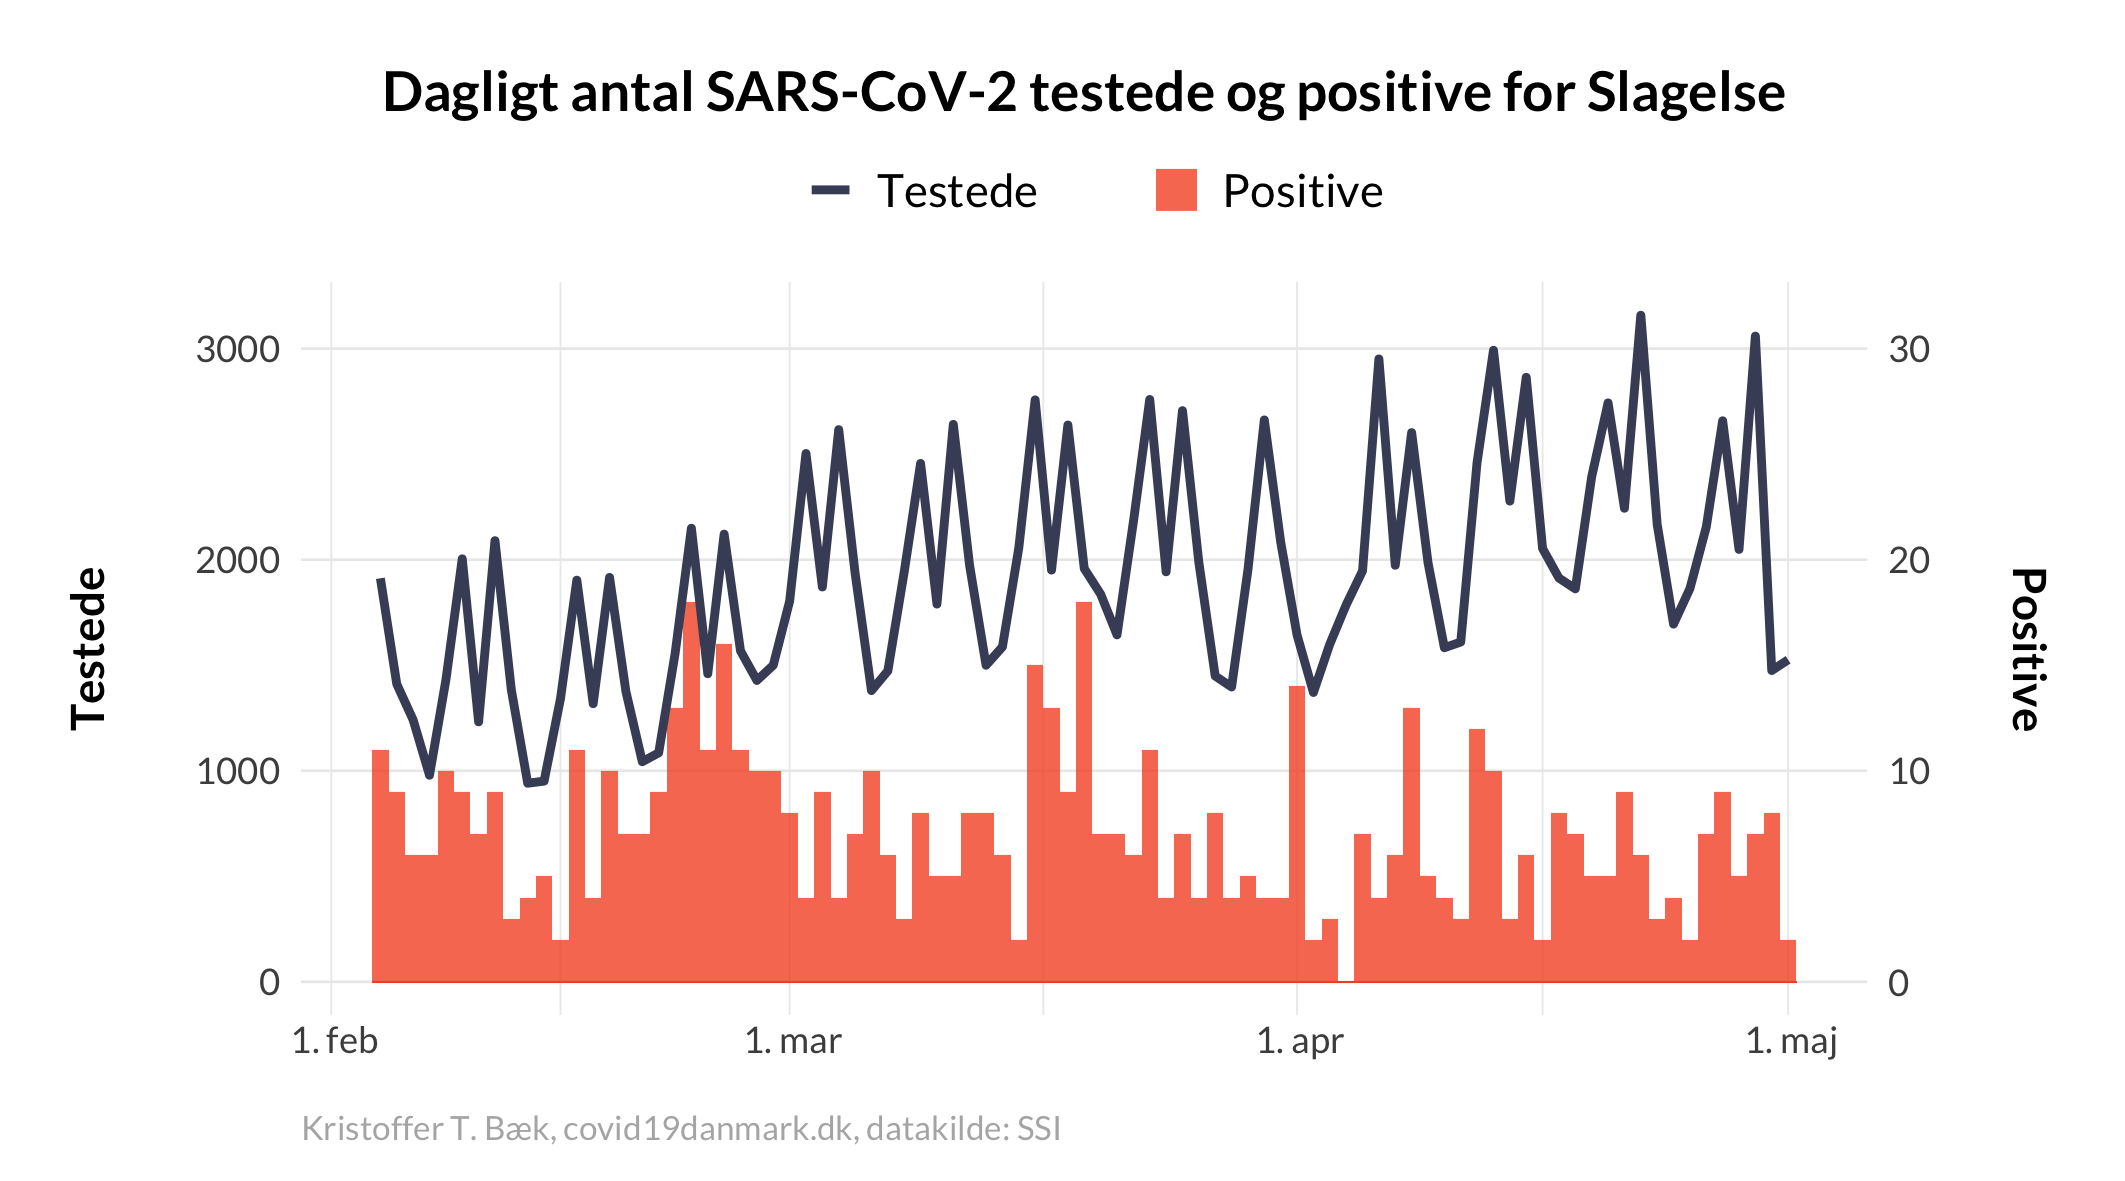 Dagligt antal SARS-CoV-2 testede og positive for Slagelse
Testede
Positive
3000
2000
1000
0
30
20
10
0
Testede
Positive
1. feb
1. mar
1. apr
1. maj
Kristoffer T. Bæk, covid19danmark.dk, datakilde: SSI